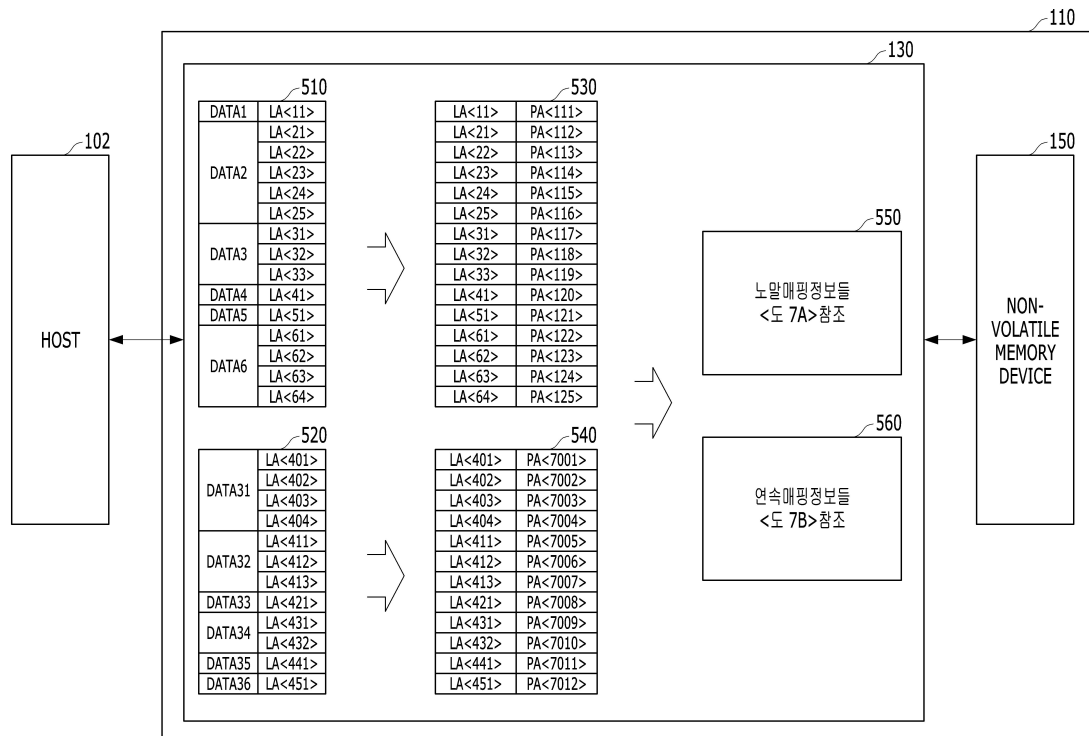 110
130
510
530
DATA1 LA<11> LA<11> PA<111>
DATA2 LA<21> LA<21> PA<112>
LA<22> LA<22> PA<113>
LA<23> LA<23> PA<114>
LA<24> LA<24> PA<115>
LA<25> LA<25> PA<116>
DATA3 LA<31> LA<31> PA<117>
LA<32> LA<32> PA<118>
LA<33> LA<33> PA<119>
DATA4 LA<41> LA<41> PA<120>
DATA5 LA<51> LA<51> PA<121>
DATA6 LA<61> LA<61> PA<122>
LA<62> LA<62> PA<123>
LA<63> LA<63> PA<124>
LA<64> LA<64> PA<125>
102
HOST
550
노말매핑정보들
<도 7A>참조
150
NON-
VOLATILE
MEMORY
DEVICE
520
540
DATA31 LA<401> LA<401> PA<7001>
LA<402> LA<402> PA<7002>
LA<403> LA<403> PA<7003>
LA<404> LA<404> PA<7004>
DATA32 LA<411> LA<411> PA<7005>
LA<412> LA<412> PA<7006>
LA<413> LA<413> PA<7007>
DATA33 LA<421> LA<421> PA<7008>
DATA34 LA<431> LA<431> PA<7009>
LA<432> LA<432> PA<7010>
DATA35 LA<441> LA<441> PA<7011>
DATA36 LA<451> LA<451> PA<7012>
560
연속매핑정보들
<도 7B>참조